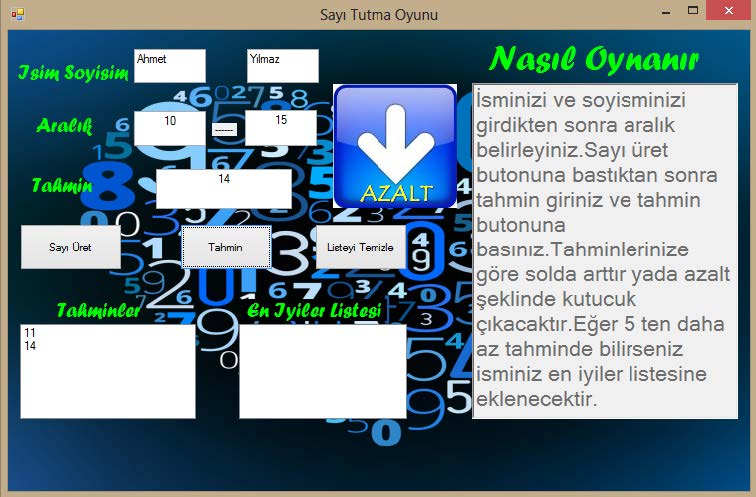 Sayı Tutma Oyunu
Isim Soyisim
Ahmet
Yılmaz
Aralık
10
------
15
Tahmin
14
AZALT
Sayı Üret
Tahmin
Listeyi Temizle
Tahminler
11
14
En Iyiler Listesi
Nasıl Oynanır
İsminizi ve soyisminizi
girdikten sonra aralık
belirleyiniz.Sayı üret
butonuna bastıktan sonra
tahmin giriniz ve tahmin
butonuna
basınız.Tahminlerinize
göre solda arttır yada azalt
şeklinde kutucuk
çıkacaktır.Eğer 5 ten daha
az tahminde bilirseniz
isminiz en iyiler listesine
eklenecektir.